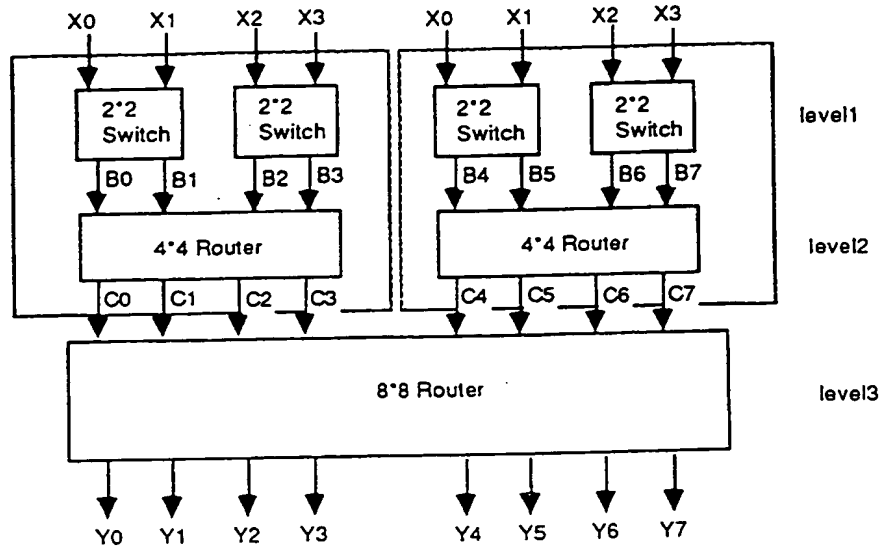 X0 X1 X2 X3 X0 X1 X2 X3
2*2 Switch 2*2 Switch 2*2 Switch 2*2 Switch level1
B0 B1 B2 B3 B4 B5 B6 B7
4*4 Router 4*4 Router level2
C0 C1 C2 C3 C4 C5 C6 C7
8*8 Router level3
Y0 Y1 Y2 Y3 Y4 Y5 Y6 Y7